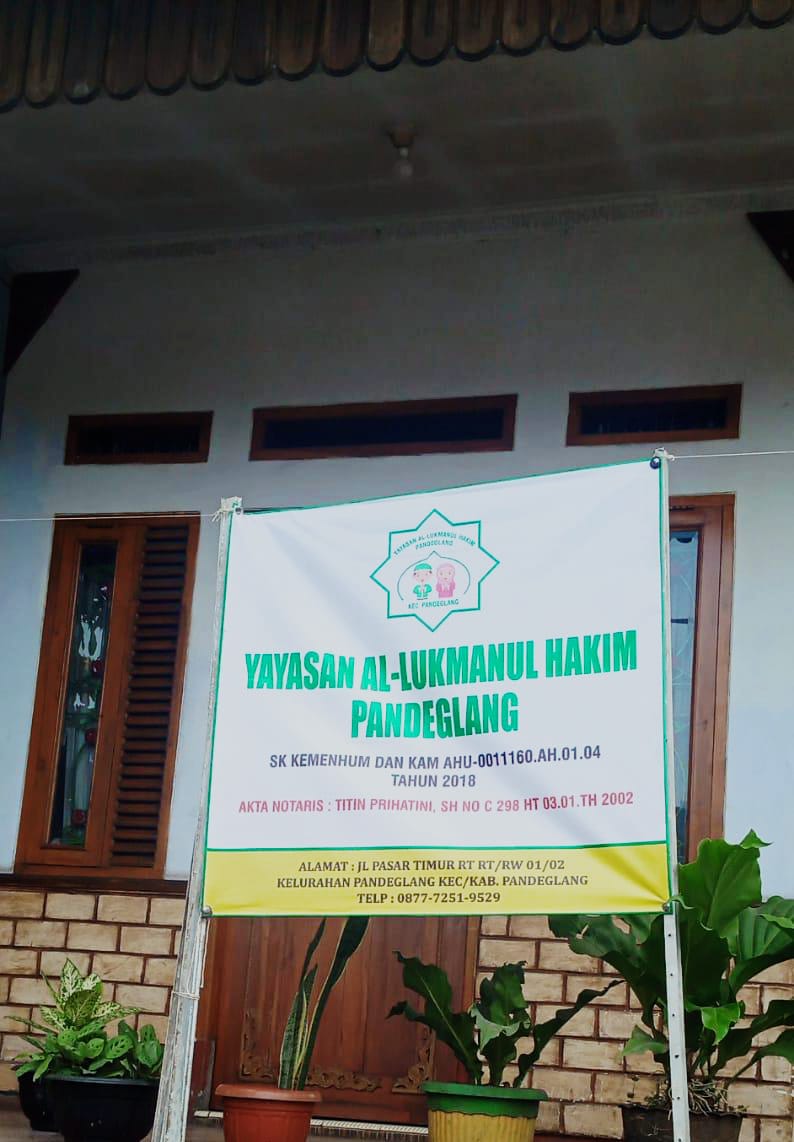 YAYASAN AL-LUKMANUL HAKIM
PANDEGLANG
KEC PANDEGLANG
YAYASAN AL-LUKMANUL HAKIM
PANDEGLANG
SK KEMENHUM DAN KAM AHU-0011160.AH.01.04
TAHUN 2018
AKTA NOTARIS : TITIN PRIHATINI, SH NO C 298 HT 03.01.TH 2002
ALAMAT : JL PASAR TIMUR RT RT/RW 01/02
KELURAHAN PANDEGLANG KEC/KAB. PANDEGLANG
TELP : 0877-7251-9529